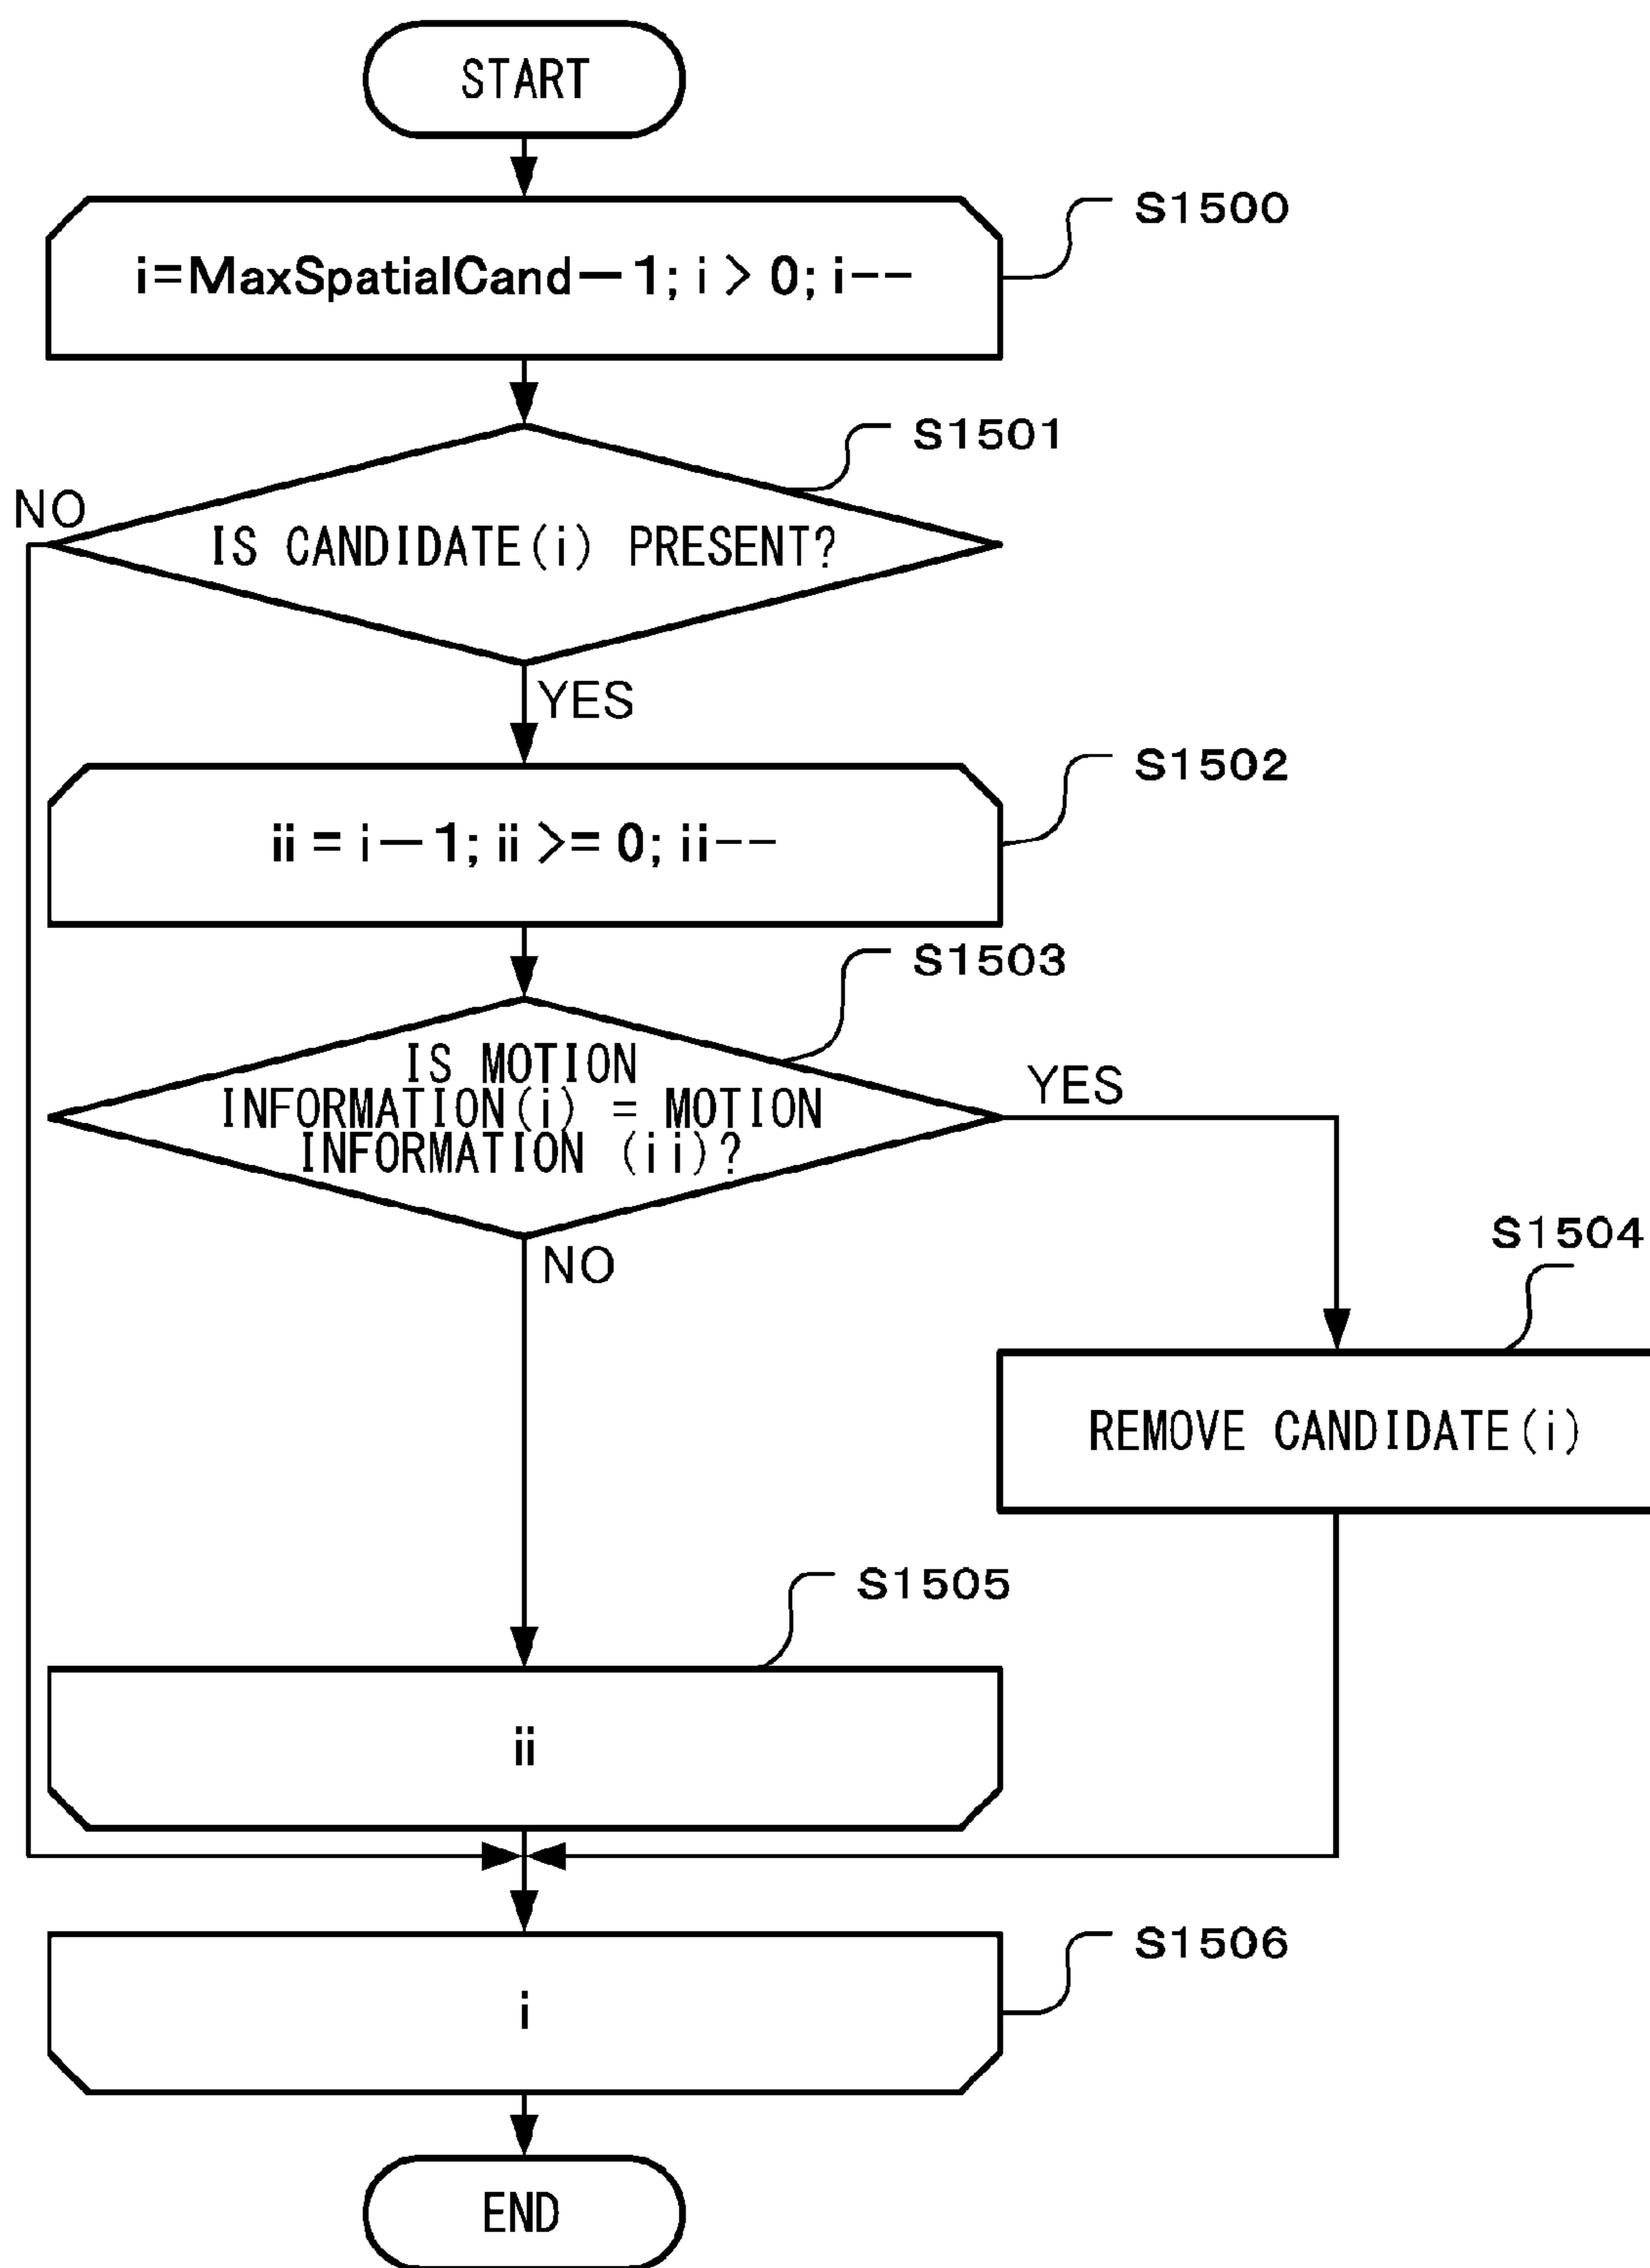 START
S1500
i=MaxSpatialCand−1; i > 0; i−−
S1501
NO
IS CANDIDATE(i) PRESENT?
YES
S1502
ii = i−1; ii >= 0; ii−−
S1503
IS MOTION
INFORMATION(i) = MOTION
INFORMATION (ii)?
YES
NO
S1504
REMOVE CANDIDATE(i)
S1505
ii
S1506
i
END